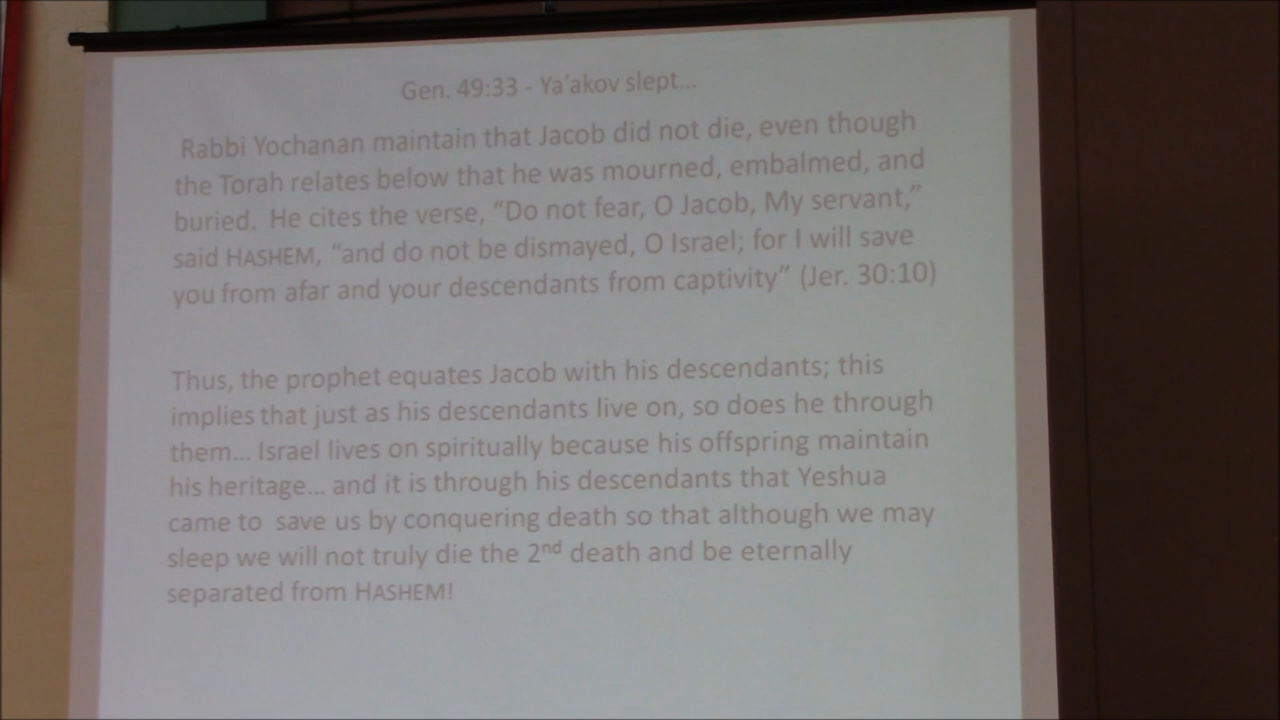 Gen. 49:33 - Ya’akov slept...
Rabbi Yochanan maintain that Jacob did not die, even though
the Torah relates below that he was mourned, embalmed, and
buried. He cites the verse, “Do not fear, O Jacob, My servant,”
said HASHEM, “and do not be dismayed, O Israel; for I will save
you from afar and your descendants from captivity” (Jer. 30:10)
Thus, the prophet equates Jacob with his descendants; this
implies that just as his descendants live on, so does he through
them... Israel lives on spiritually because his offspring maintain
his heritage... and it is through his descendants that Yeshua
came to save us by conquering death so that although we may
sleep we will not truly die the 2nd death and be eternally
separated from HASHEM!